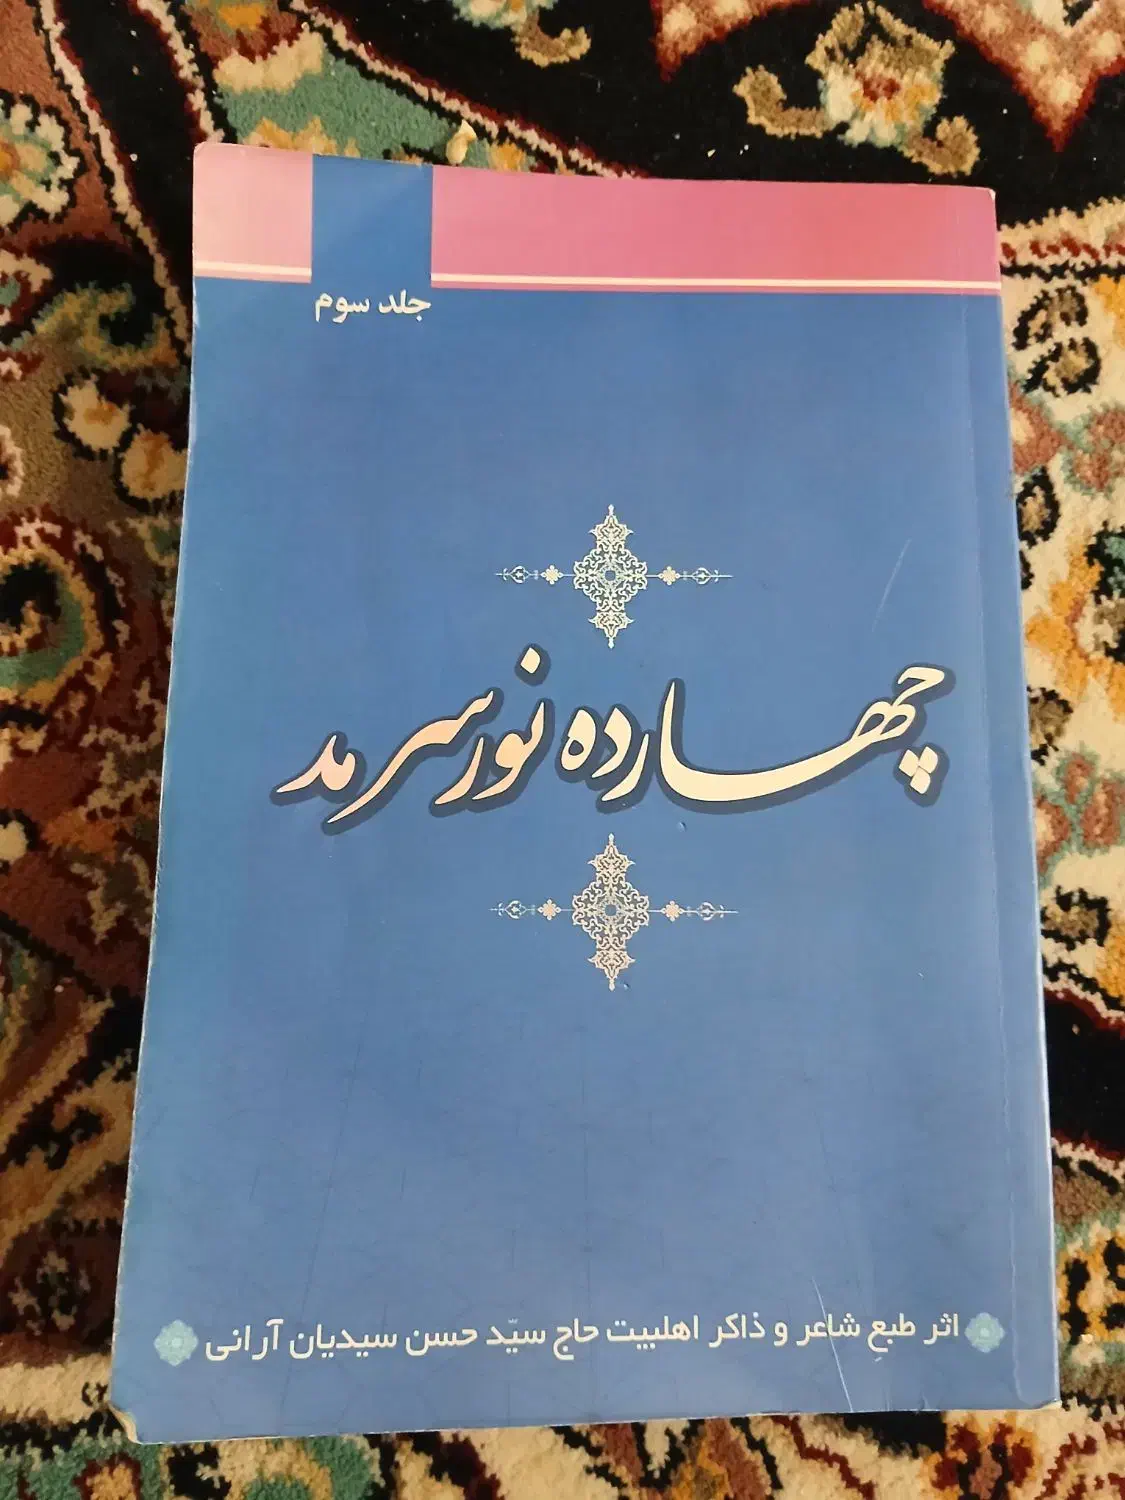 جلد سوم
چهارده نور سرمد
اثر طبع شاعر و ذاکر اهلبیت حاج سیّد حسن سیدیان آرانی